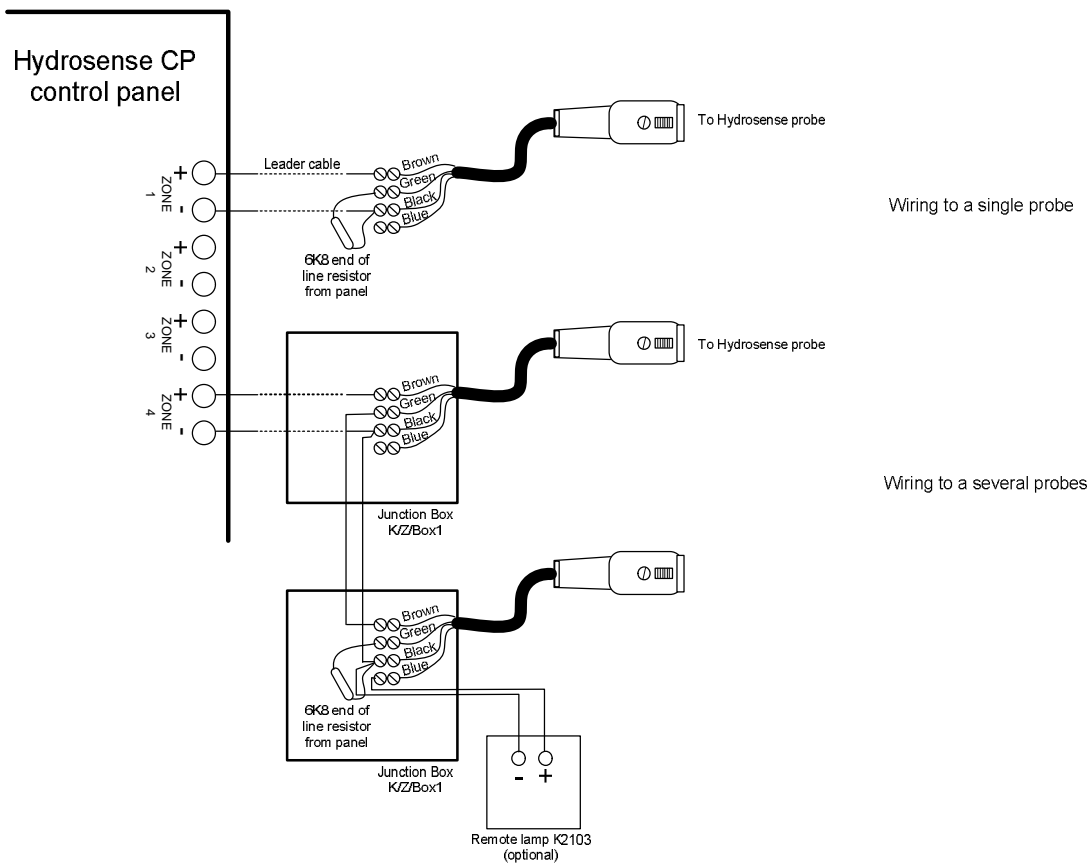 Hydrosense CP
control panel
To Hydrosense probe
Leader cable
Brown
Green
Black
Blue
+
ZONE
1
-
Wiring to a single probe
6K8 end of
line resistor
from panel
+
ZONE
2
-
+
ZONE
3
-
To Hydrosense probe
+
ZONE
4
-
Brown
Green
Black
Blue
Wiring to a several probes
Junction Box
K/Z/Box1
Brown
Green
Black
Blue
6K8 end of
line resistor
from panel
Junction Box
K/Z/Box1
- +
Remote lamp K2103
(optional)